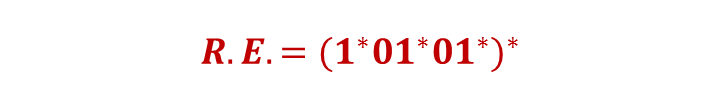 R. E. = (1*01*01*)*